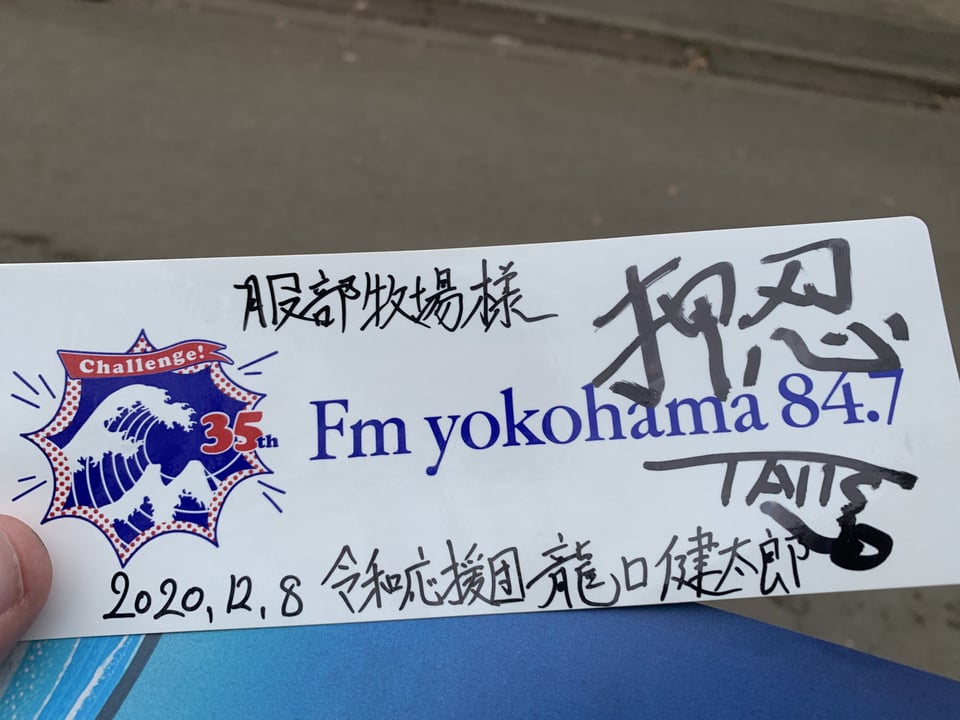 服部牧場様
押忍
Challenge!
35th
Fm yokohama 84.7
2020,12,8 令和応援団 龍口健太郎